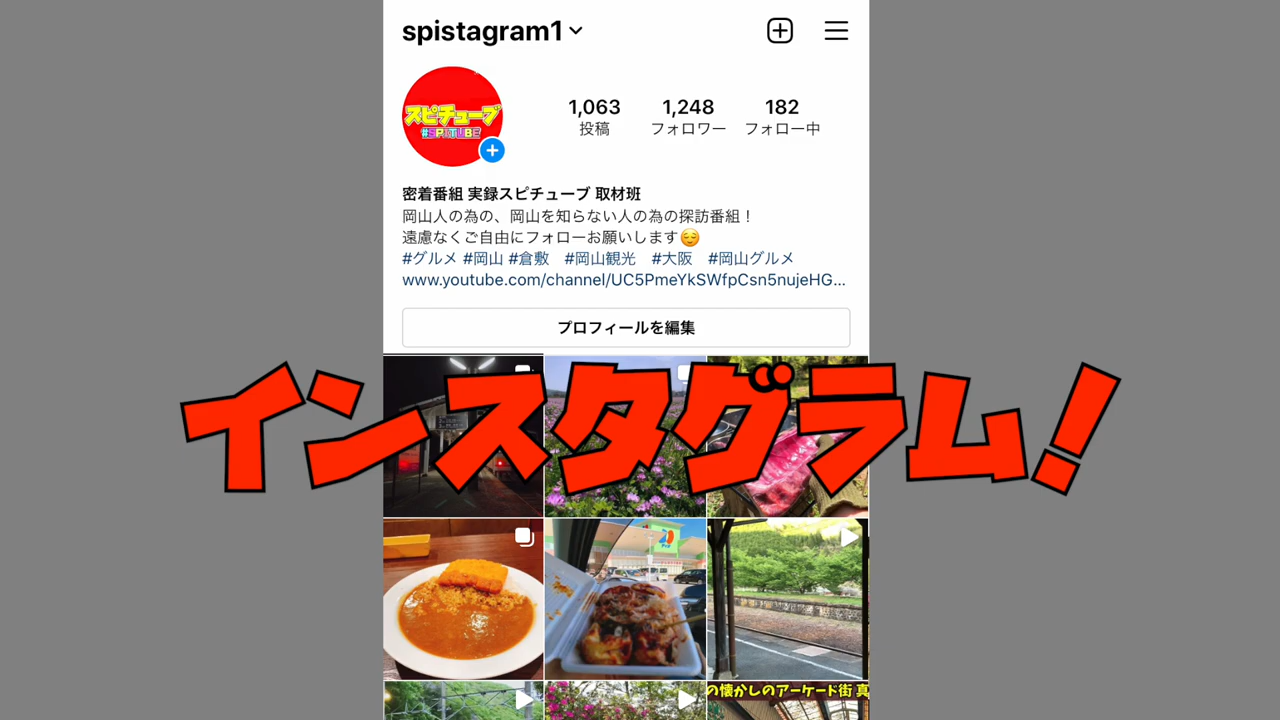 spistagram1
スピチューブ
#SPITUBE
1,063
投稿
1,248
フォロワー
182
フォロー中
密着番組 実録スピチューブ 取材班
岡山人の為の、岡山を知らない人の為の探訪番組！
遠慮なくご自由にフォローお願いします😌
#グルメ #岡山 #倉敷　#岡山観光　#大阪　#岡山グルメ
www.youtube.com/channel/UC5PmeYkSWfpCsn5nujeHG...
プロフィールを編集
インスタグラム！
の懐かしのアーケード街 真